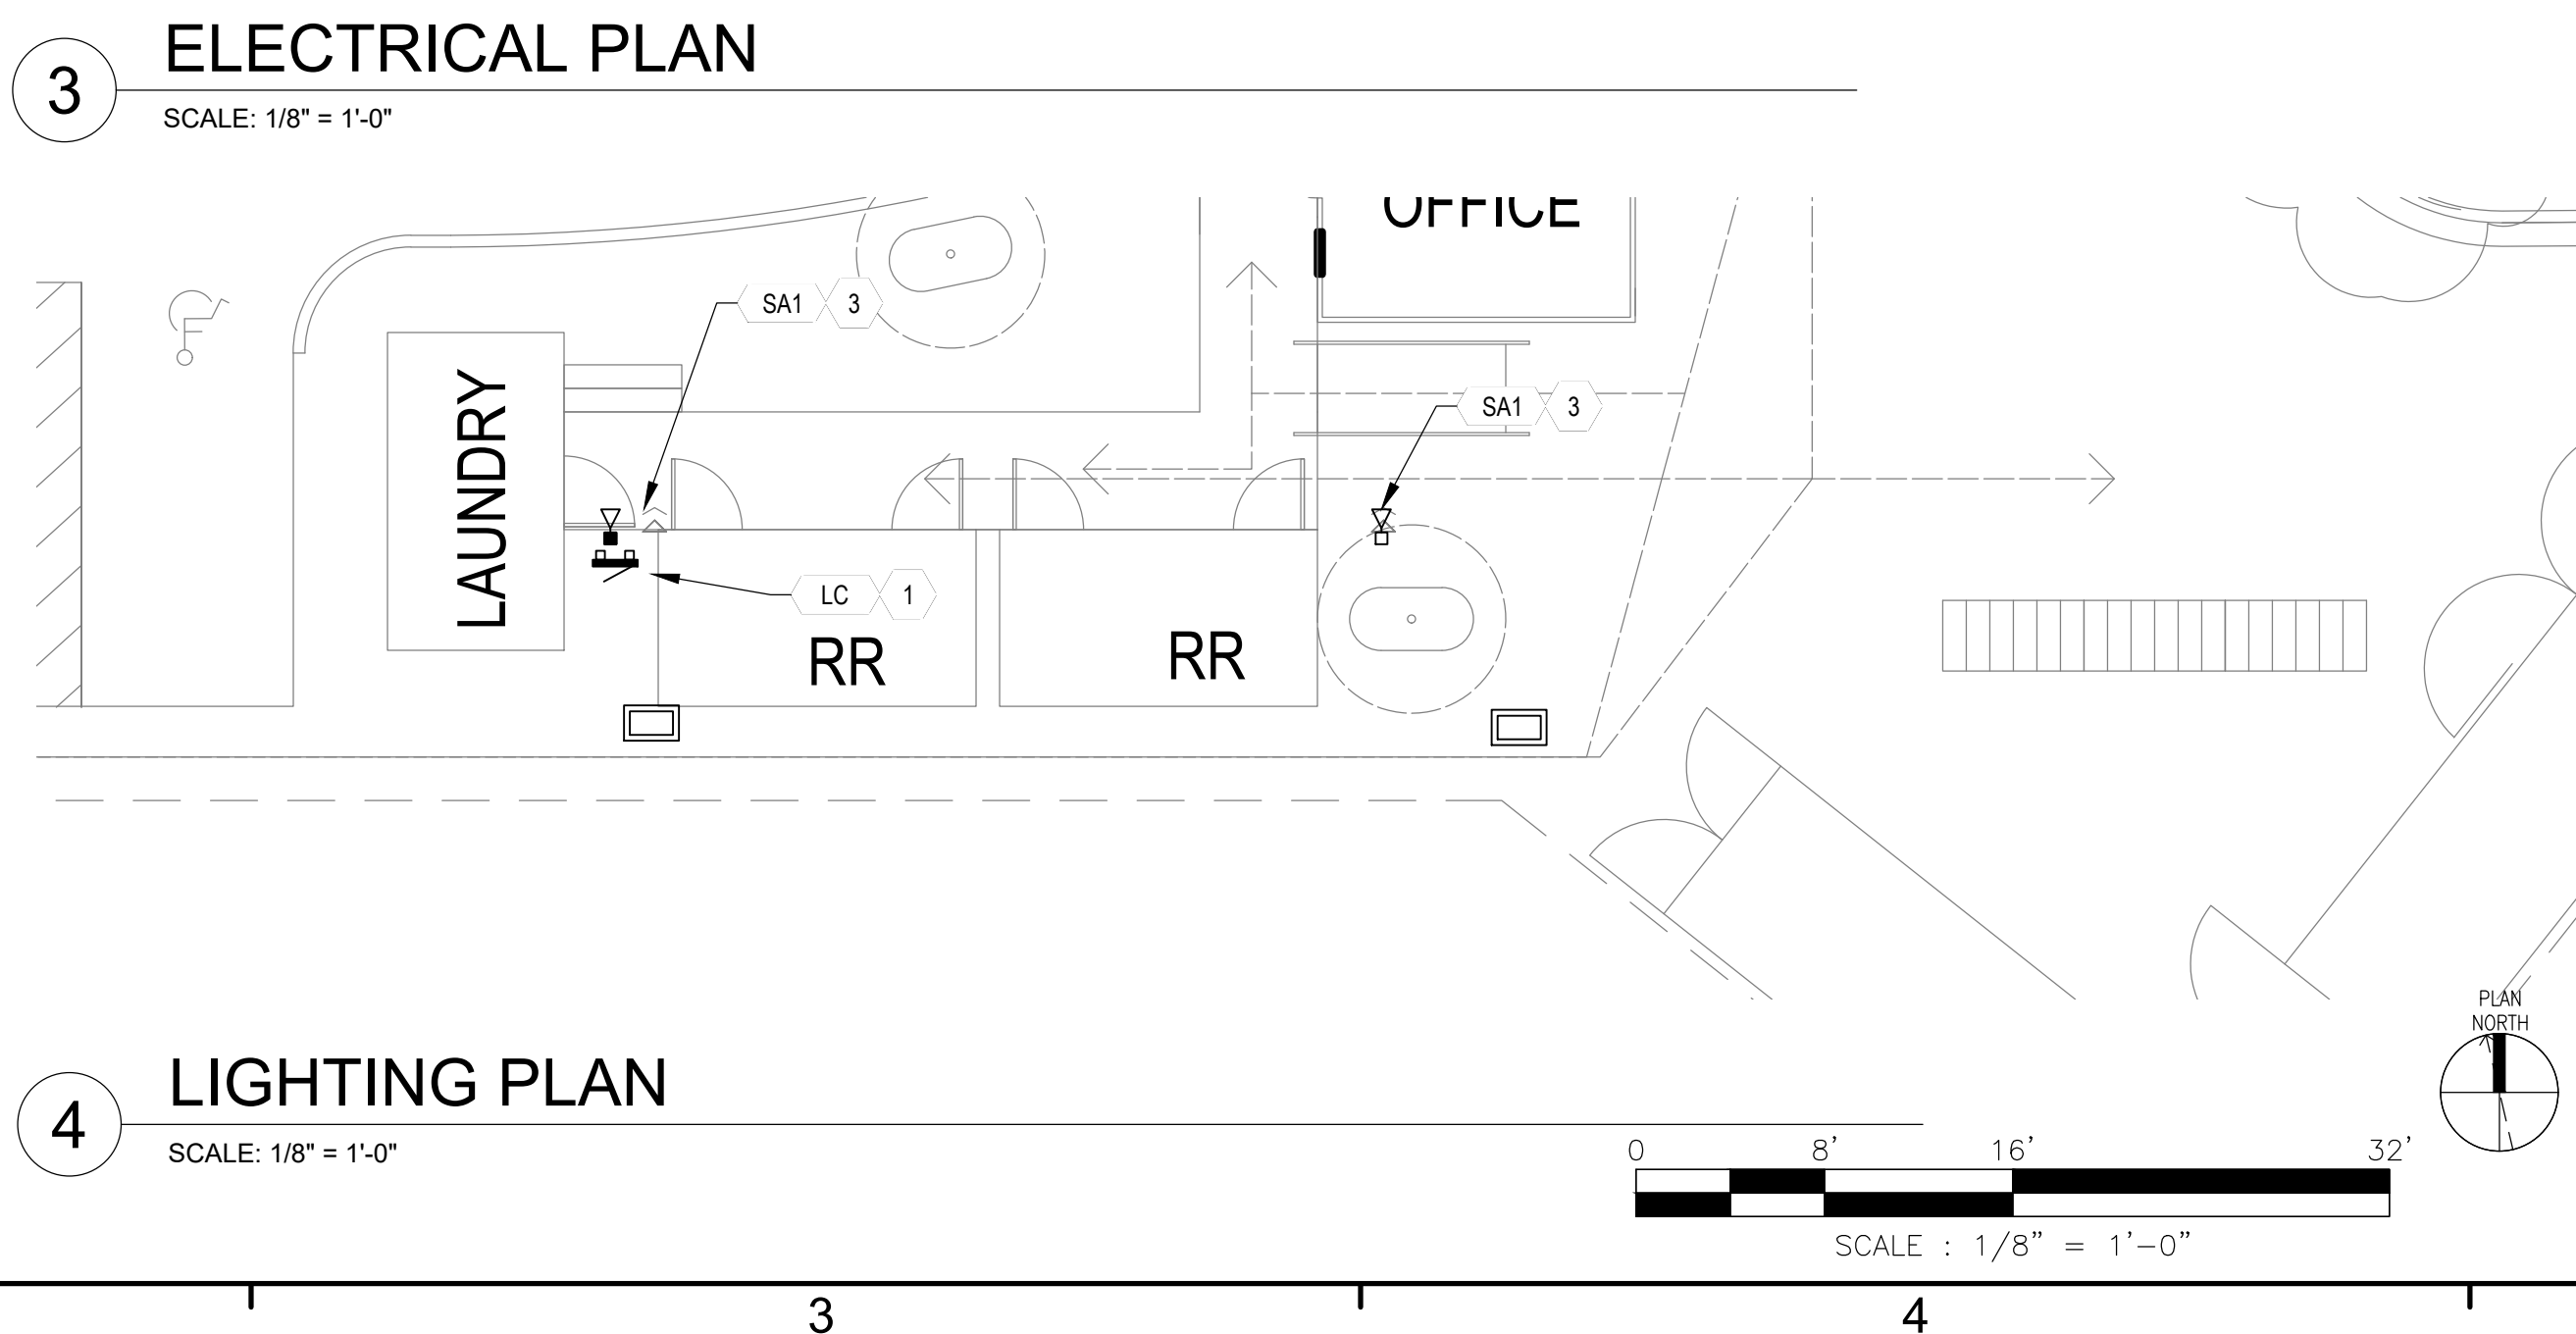 3
ELECTRICAL PLAN
SCALE: 1/8" = 1'-0"
OFFICE
SA1 3
SA1 3
LAUNDRY
LC 1
RR
RR
PLAN
NORTH
4
LIGHTING PLAN
SCALE: 1/8" = 1'-0"
0 8' 16' 32'
SCALE : 1/8" = 1'-0"
3 4